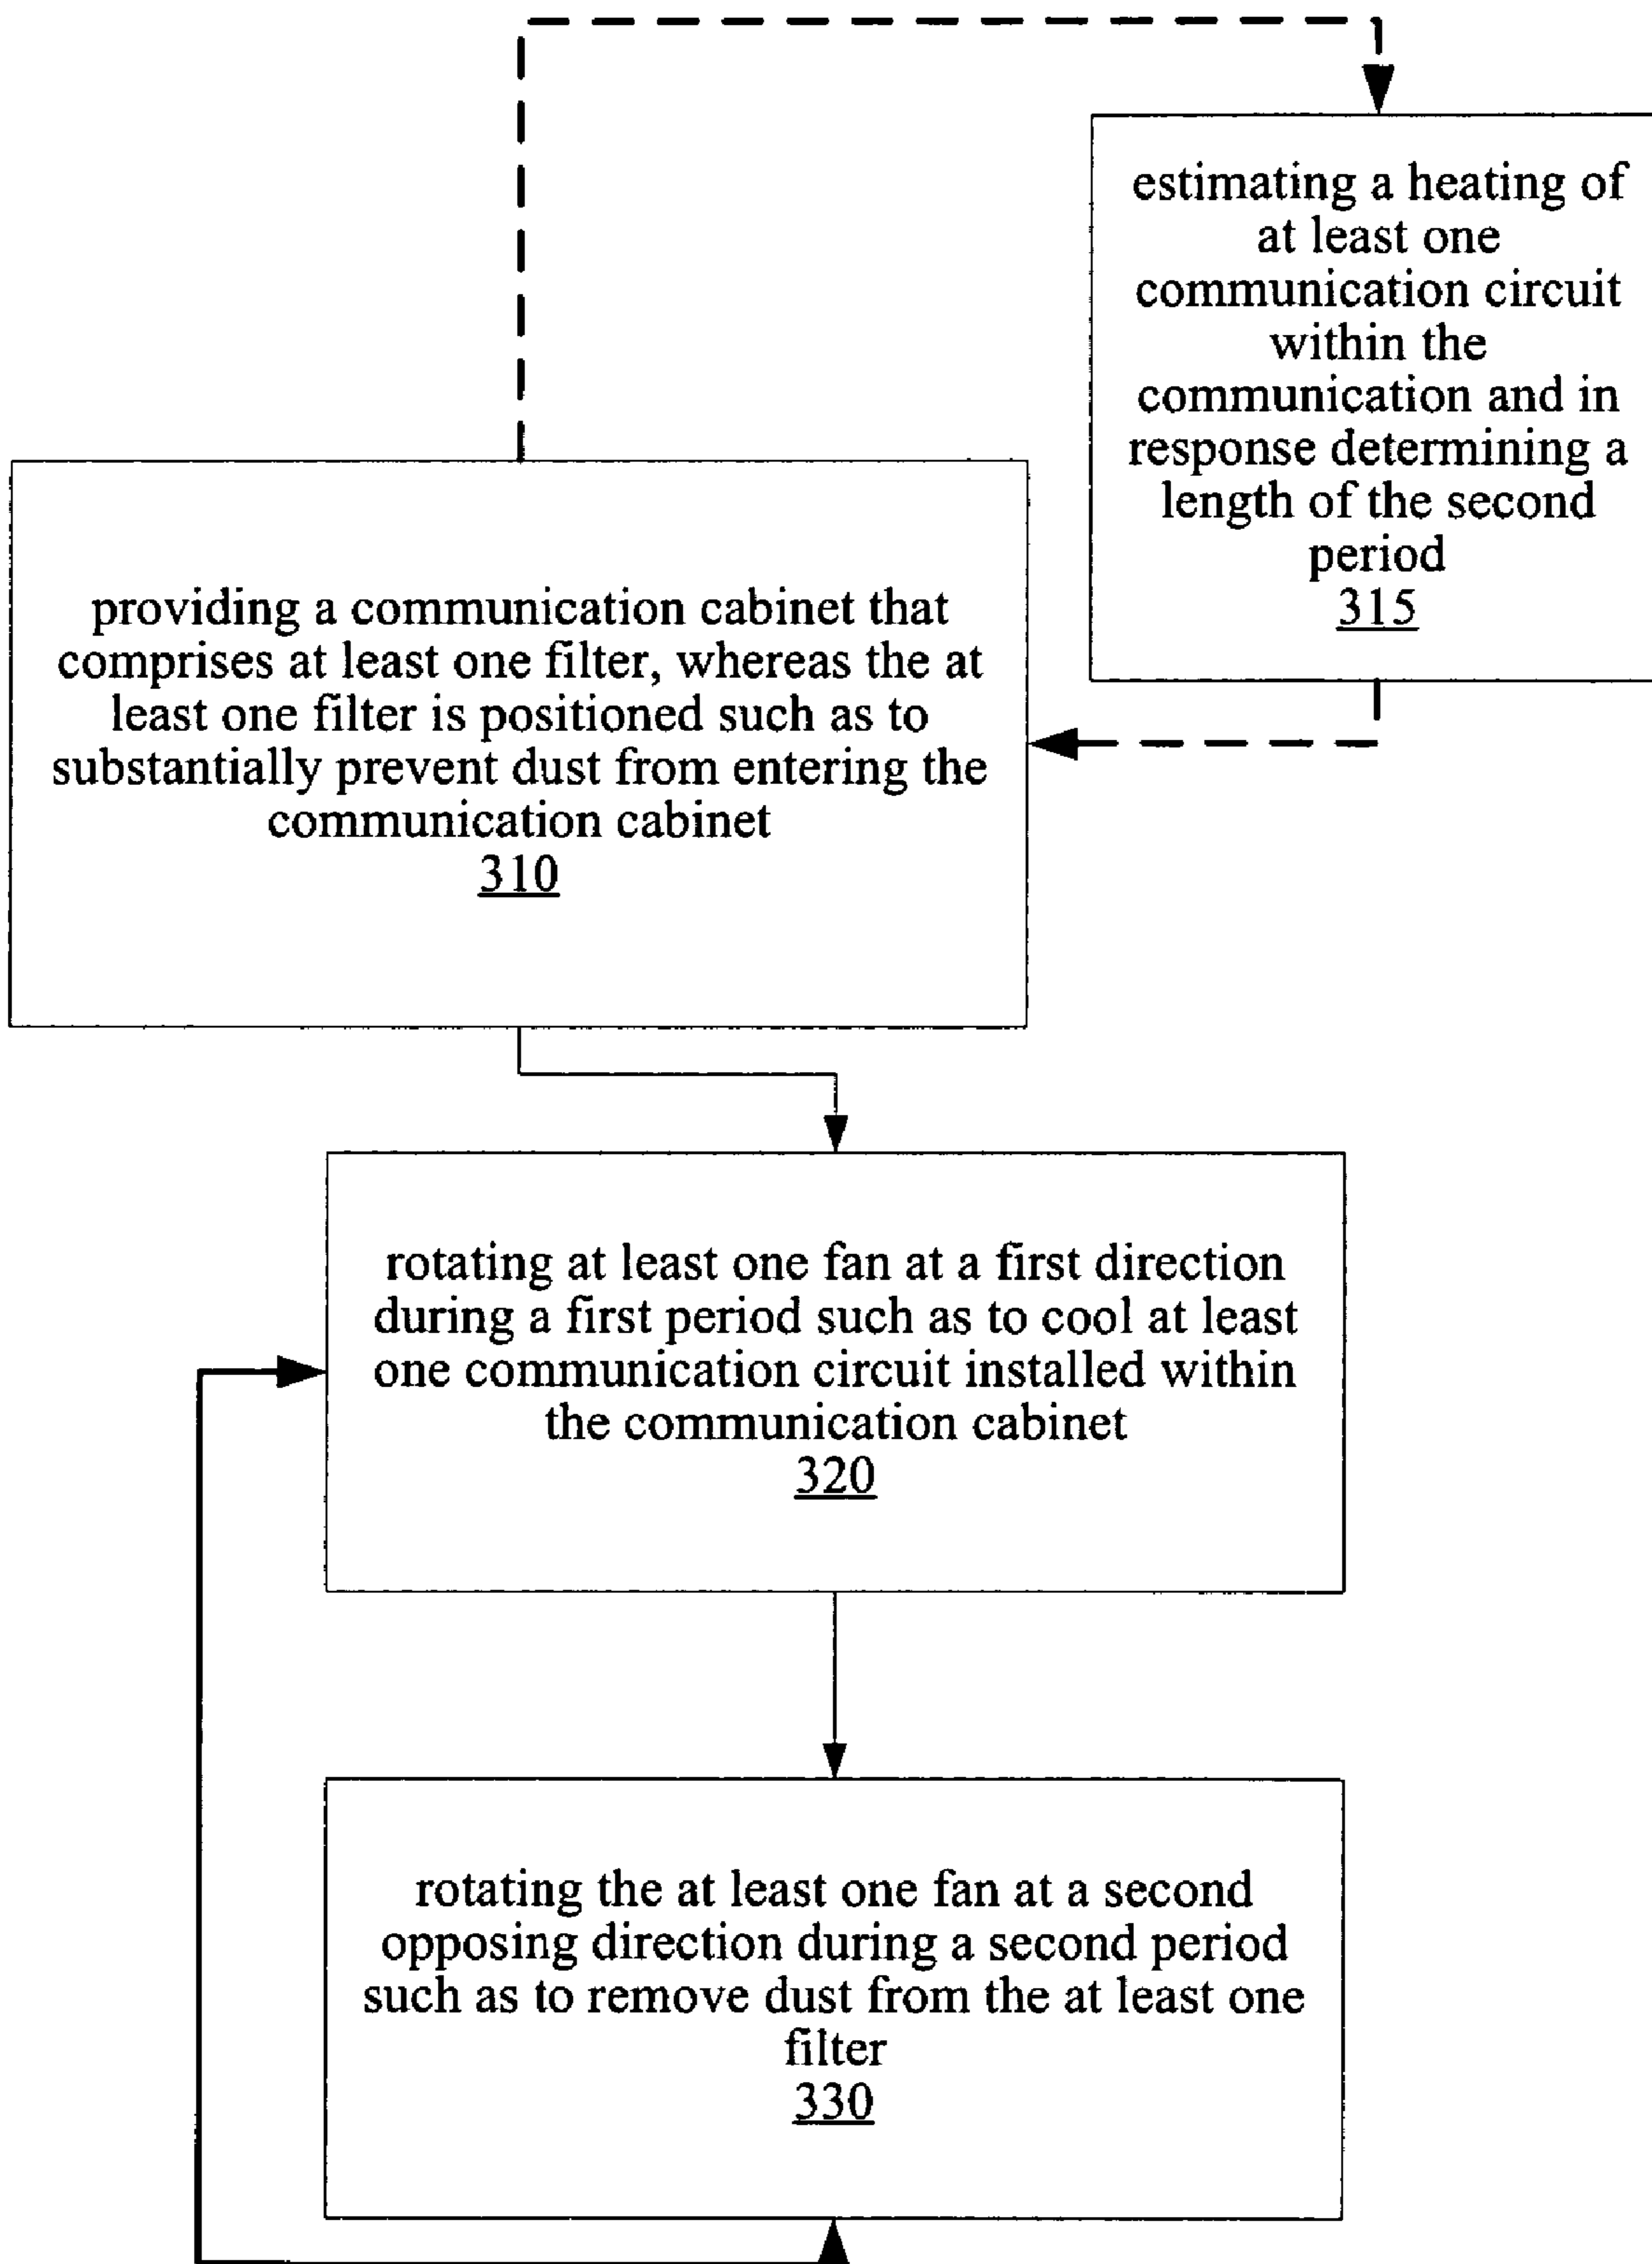 estimating a heating of
at least one
communication circuit
within the
communication and in
response determining a
length of the second
period
315
providing a communication cabinet that
comprises at least one filter, whereas the at
least one filter is positioned such as to
substantially prevent dust from entering the
communication cabinet
310
rotating at least one fan at a first direction
during a first period such as to cool at least
one communication circuit installed within
the communication cabinet
320
rotating the at least one fan at a second
opposing direction during a second period
such as to remove dust from the at least one
filter
330